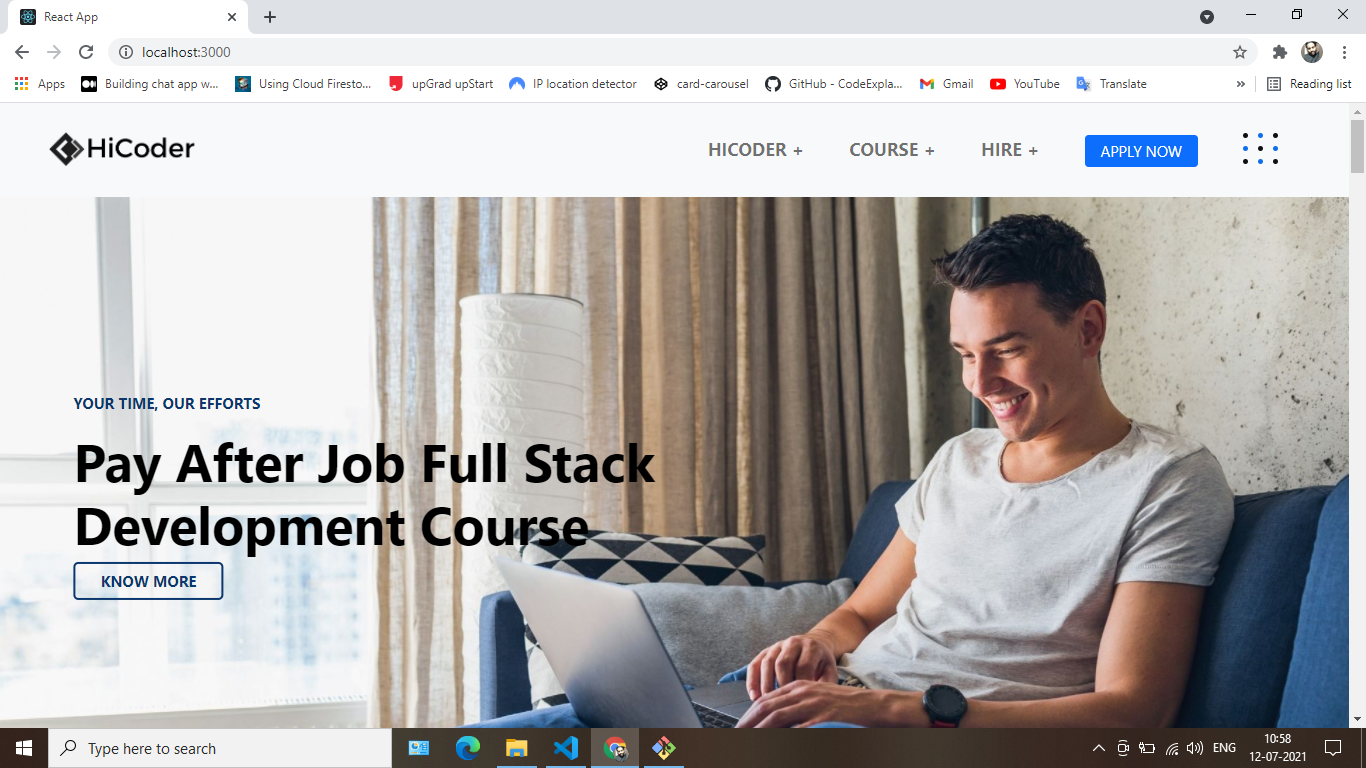 React App
localhost:3000
Apps
Building chat app w...
Using Cloud Firesto...
upGrad upStart
IP location detector
card-carousel
GitHub - CodeExpla...
Gmail
YouTube
Translate
»
Reading list
HiCoder
HICODER +
COURSE +
HIRE +
APPLY NOW
YOUR TIME, OUR EFFORTS
Pay After Job Full Stack
Development Course
KNOW MORE
Type here to search
ENG
10:58
12-07-2021